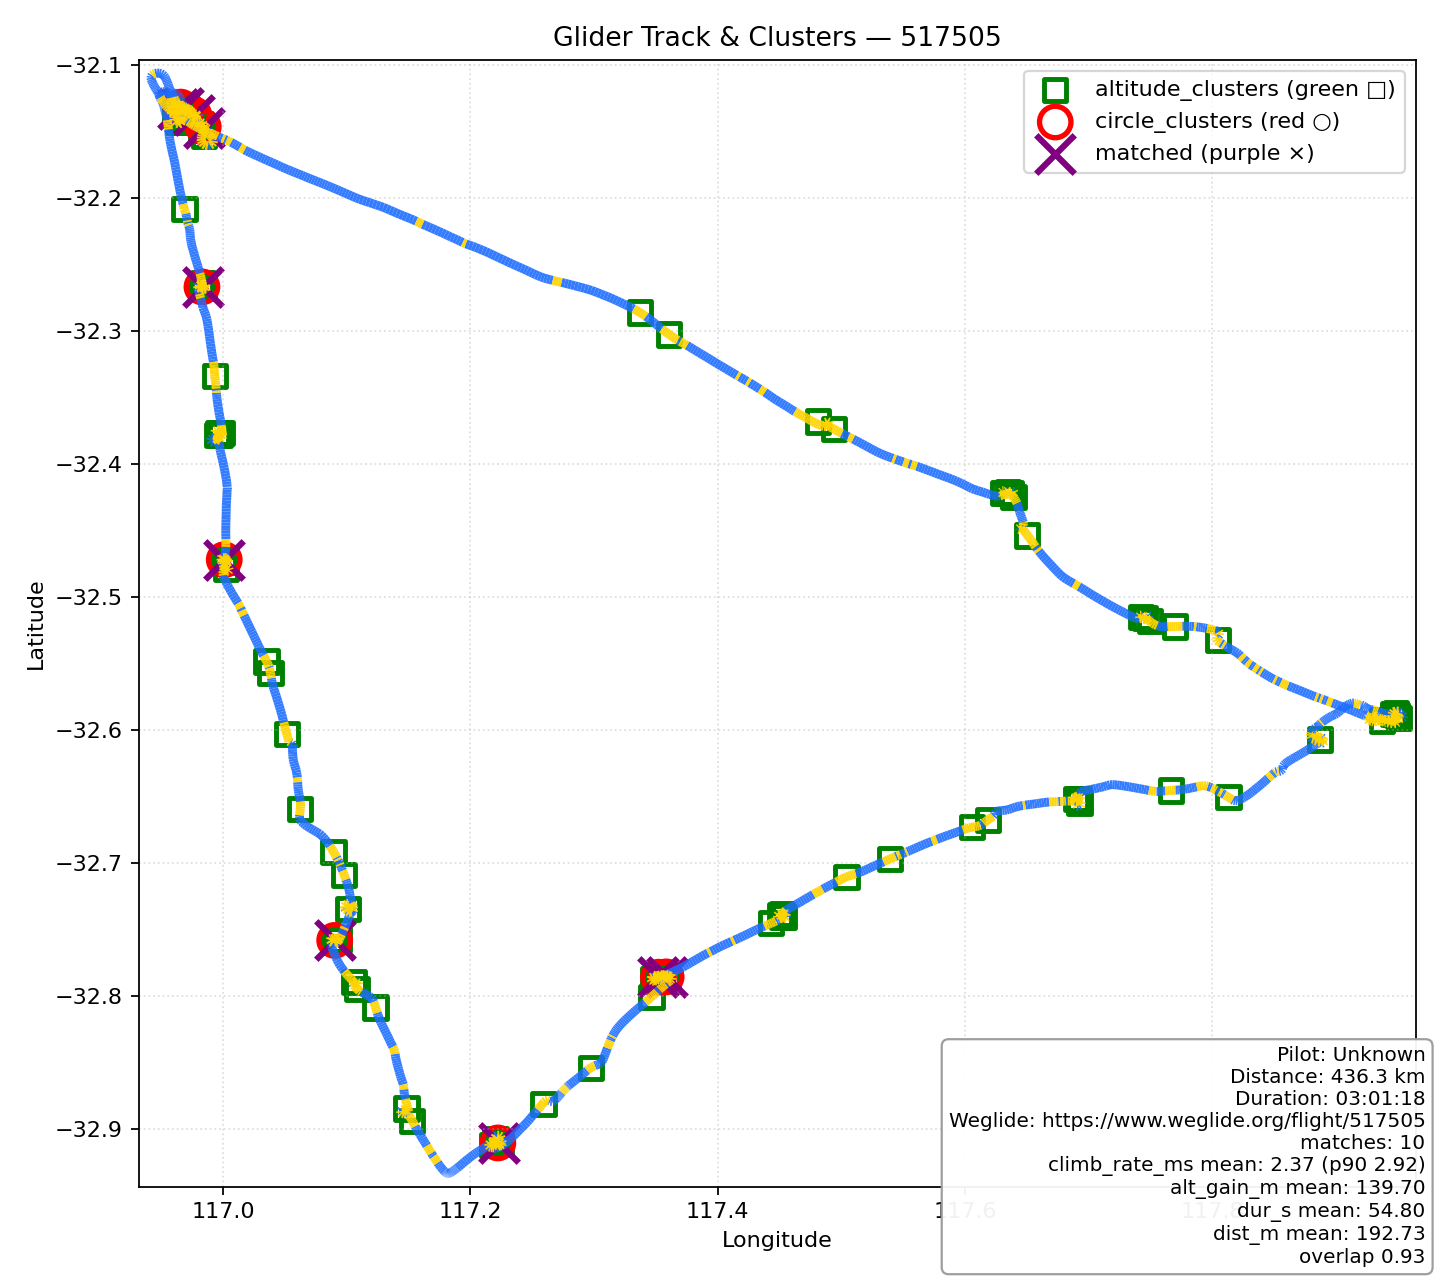 Glider Track & Clusters — 517505
altitude_clusters (green □)
circle_clusters (red ○)
matched (purple ×)
−32.1
−32.2
−32.3
−32.4
−32.5
−32.6
−32.7
−32.8
−32.9
Latitude
117.0
117.2
117.4
117.6
117.8
Longitude
Pilot: Unknown
Distance: 436.3 km
Duration: 03:01:18
Weglide: https://www.weglide.org/flight/517505
matches: 10
climb_rate_ms mean: 2.37 (p90 2.92)
alt_gain_m mean: 139.70
dur_s mean: 54.80
dist_m mean: 192.73
overlap 0.93